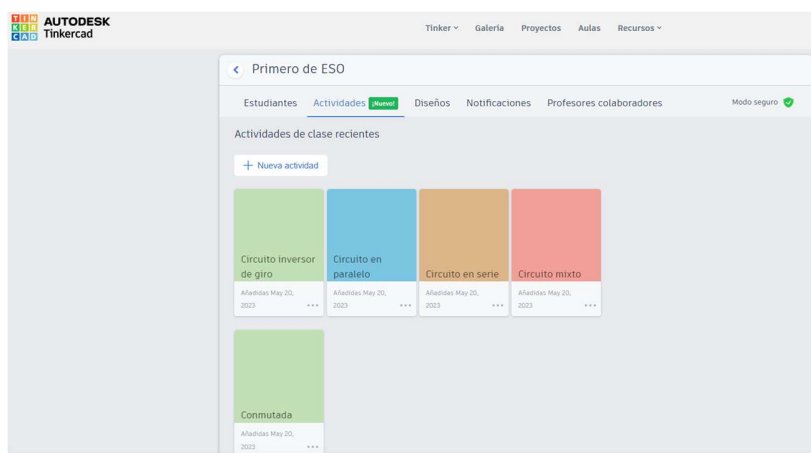 TIN
KER
CAD
AUTODESK
Tinkercad
Tinker Galería Proyectos Aulas Recursos
Primero de ESO
Estudiantes Actividades ¡Nuevo! Diseños Notificaciones Profesores colaboradores Modo seguro
Actividades de clase recientes
+ Nueva actividad
Circuito inversor
de giro
Añadidas May 20,
2023
Circuito en
paralelo
Añadidas May 20,
2023
Circuito en serie
Añadidas May 20,
2023
Circuito mixto
Añadidas May 20,
2023
Conmutada
Añadidas May 20,
2023